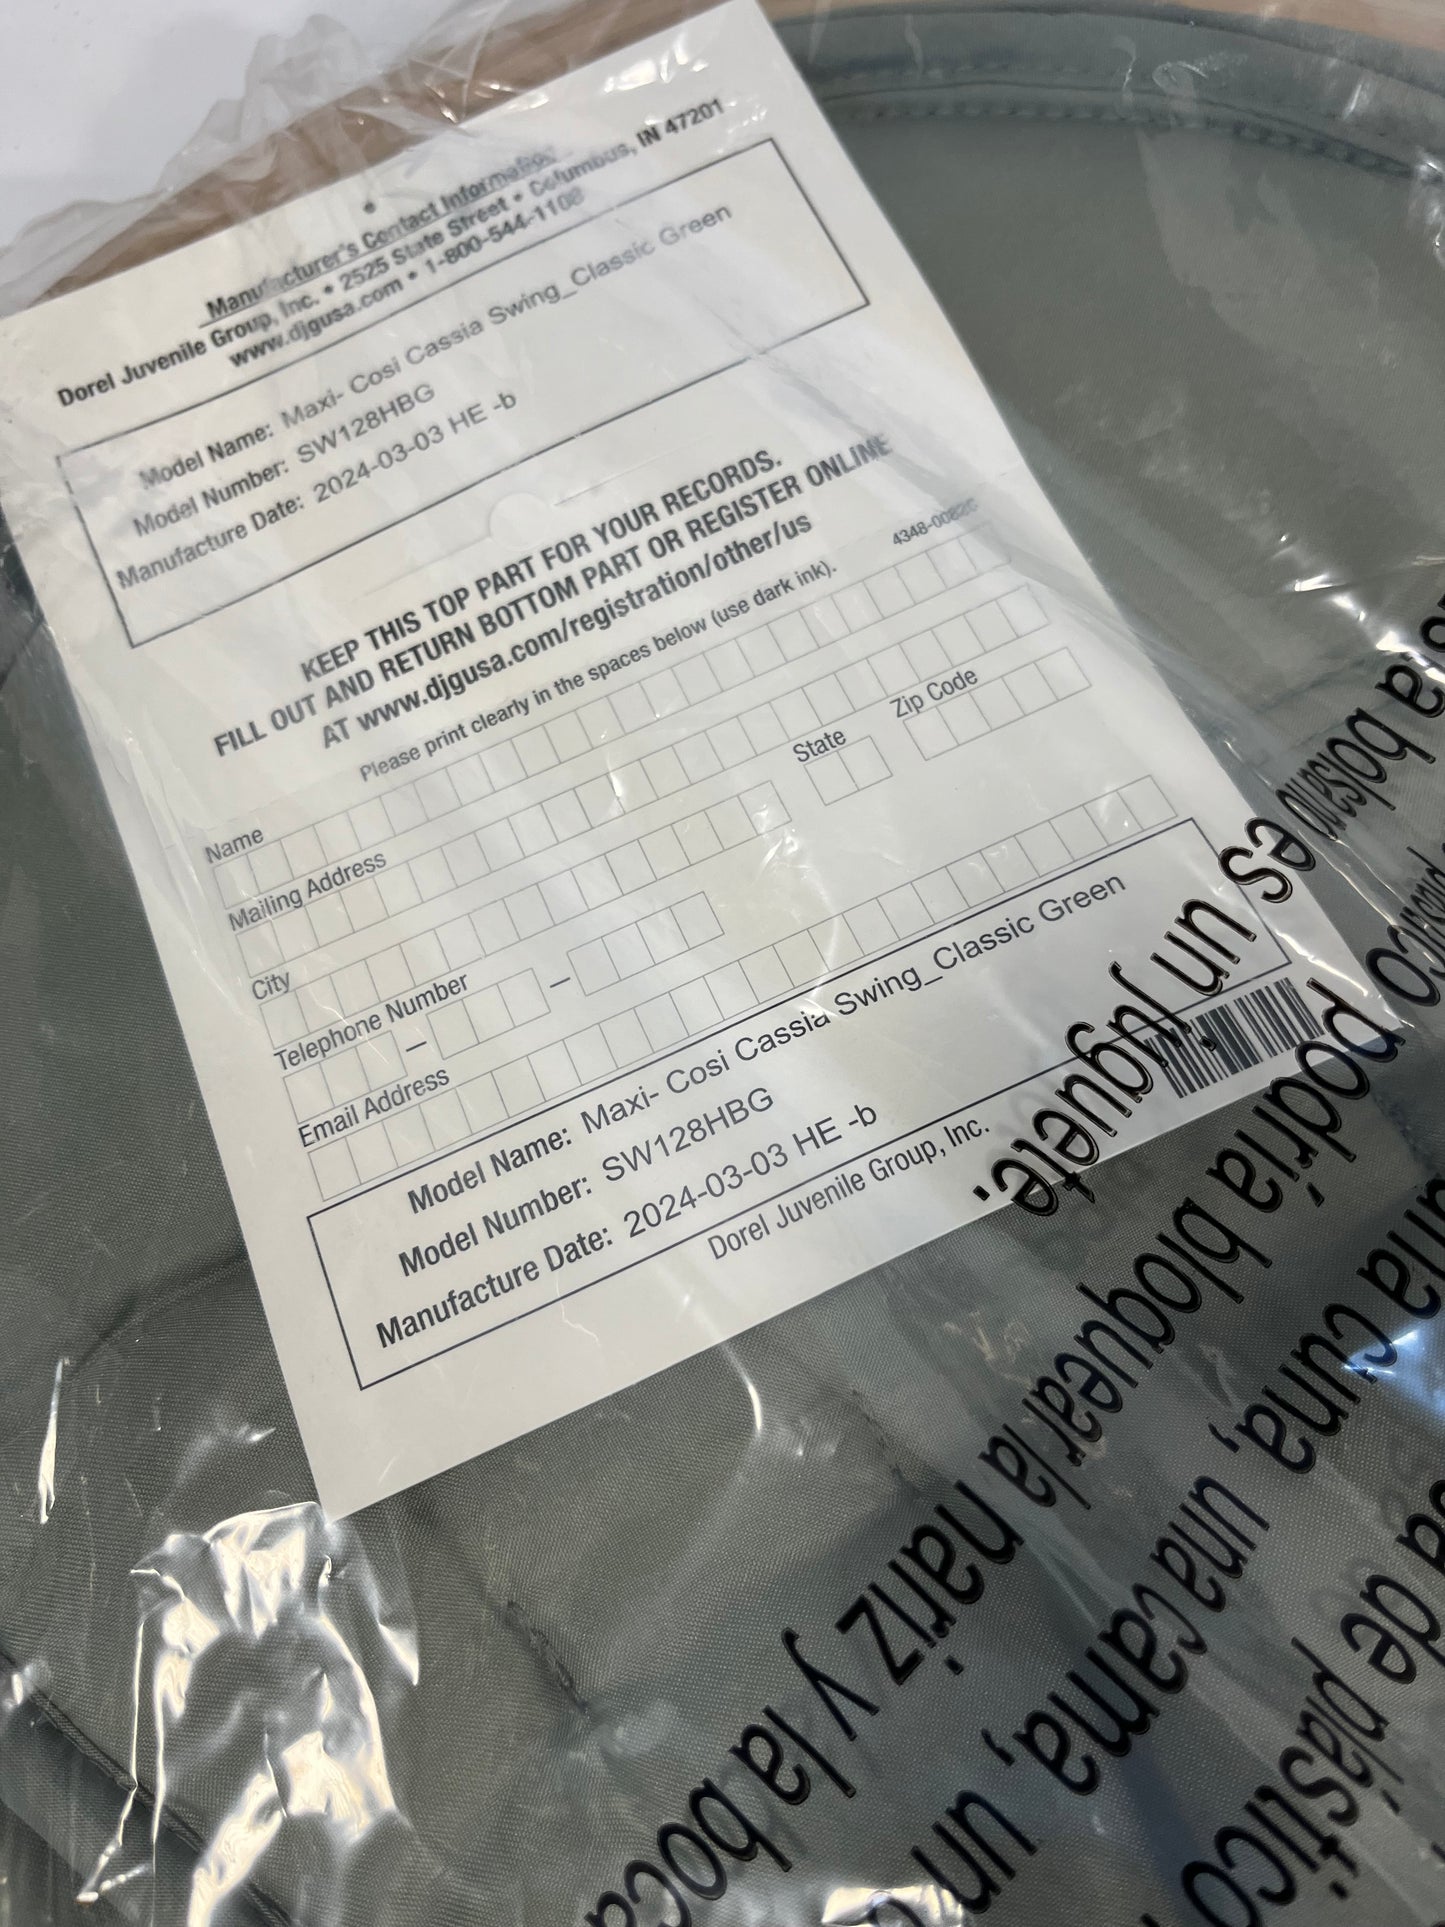 Manufacturer's Contact Information
Dorel Juvenile Group, Inc. • 2525 State Street • Columbus, IN 47201
www.djgusa.com • 1-800-544-1108
Model Name: Maxi- Cosi Cassia Swing_Classic Green
Model Number: SW128HBG
Manufacture Date: 2024-03-03 HE -b
KEEP THIS TOP PART FOR YOUR RECORDS.
FILL OUT AND RETURN BOTTOM PART OR REGISTER ONLINE
AT www.djgusa.com/registration/other/us
Please print clearly in the spaces below (use dark ink).
Name
Mailing Address
City
State
Zip Code
Telephone Number
– –
Email Address
Model Name: Maxi- Cosi Cassia Swing_Classic Green
Model Number: SW128HBG
Manufacture Date: 2024-03-03 HE -b
Dorel Juvenile Group, Inc.
plástico
de plástico
cama, una cuna, un
podría bloquear la nariz y la boca
bolsa no es un juguete.